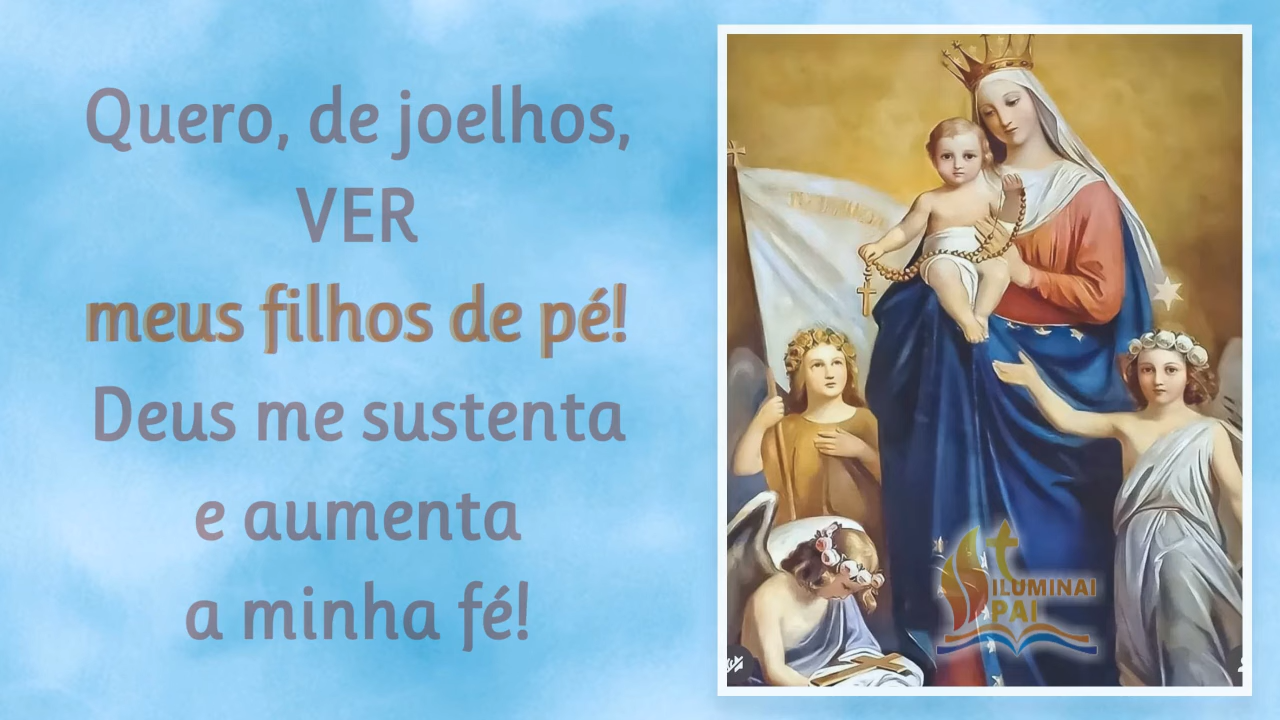 Quero, de joelhos,
VER
meus filhos de pé!
Deus me sustenta
e aumenta
a minha fé!
ILUMINAI
PAI